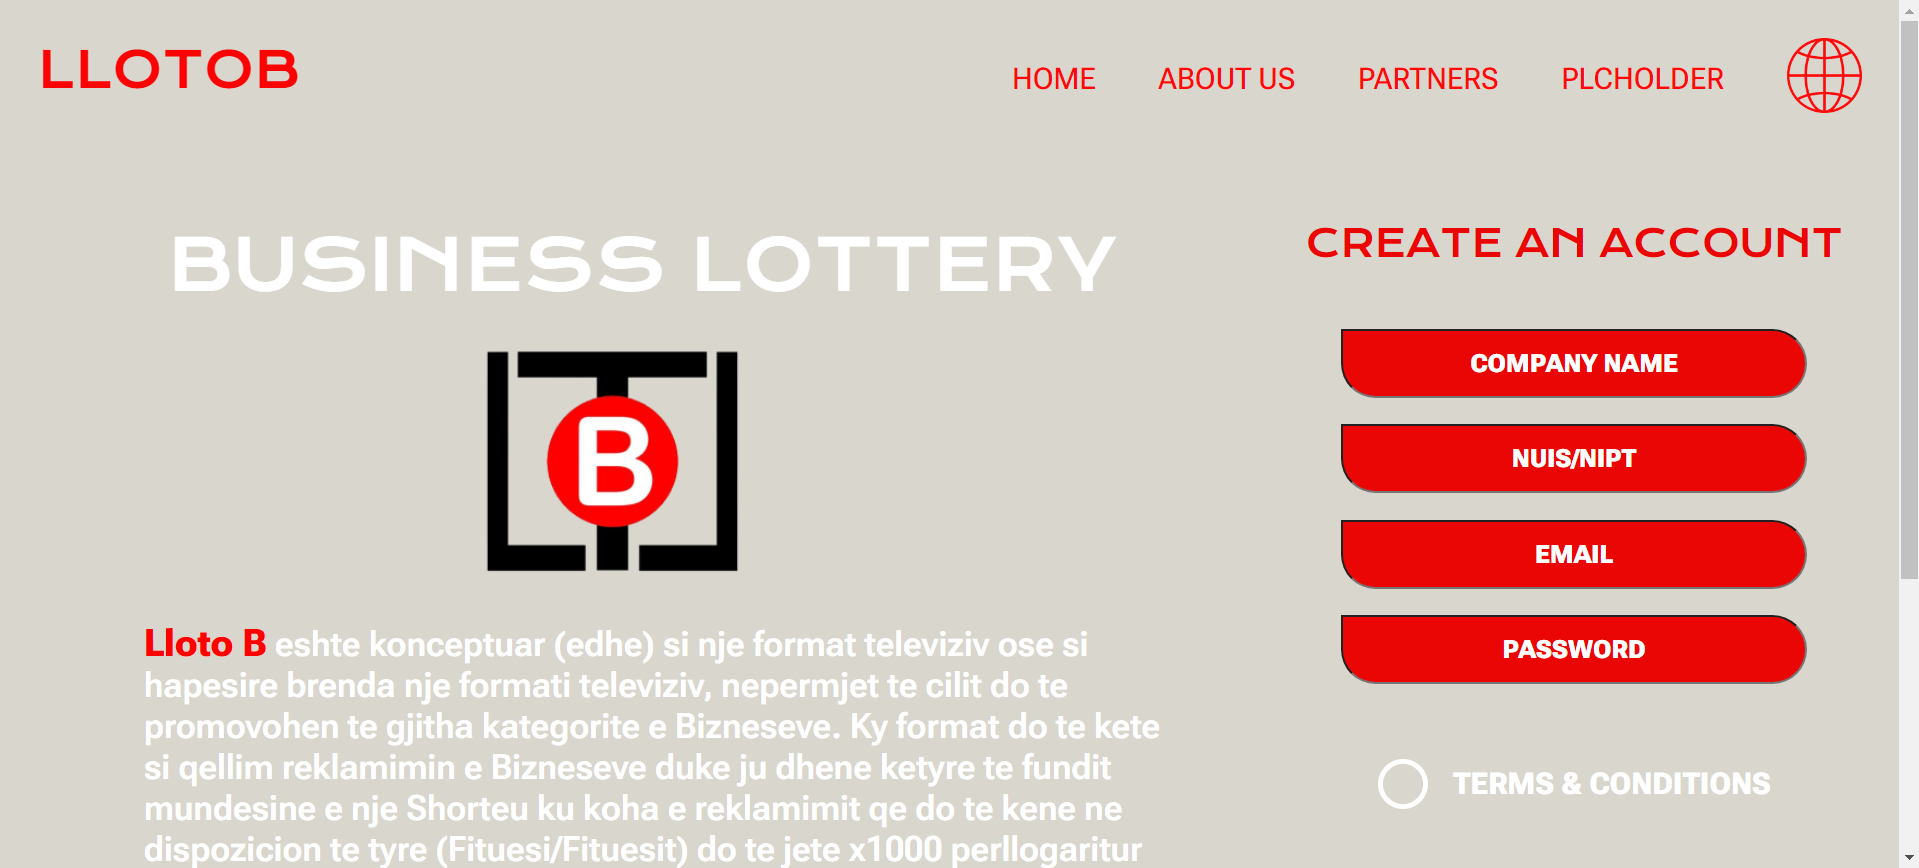 LLOTOB
HOME
ABOUT US
PARTNERS
PLCHOLDER
BUSINESS LOTTERY
B
Lloto B eshte konceptuar (edhe) si nje format televiziv ose si
hapesire brenda nje formati televiziv, nepermjet te cilit do te
promovohen te gjitha kategorite e Bizneseve. Ky format do te kete
si qellim reklamimin e Bizneseve duke ju dhene ketyre te fundit
mundesine e nje Shorteu ku koha e reklamimit qe do te kene ne
dispozicion te tyre (Fituesi/Fituesit) do te jete x1000 perllogaritur
CREATE AN ACCOUNT
COMPANY NAME
NUIS/NIPT
EMAIL
PASSWORD
TERMS & CONDITIONS